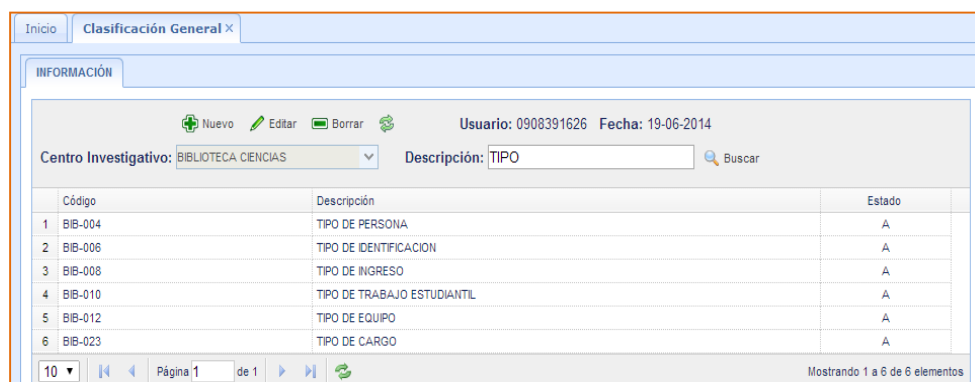 Inicio Clasificación General ×
INFORMACIÓN
Nuevo Editar Borrar Usuario: 0908391626 Fecha: 19-06-2014
Centro Investigativo: BIBLIOTECA CIENCIAS Descripción: TIPO Buscar
Código Descripción Estado
1 BIB-004 TIPO DE PERSONA A
2 BIB-006 TIPO DE IDENTIFICACION A
3 BIB-008 TIPO DE INGRESO A
4 BIB-010 TIPO DE TRABAJO ESTUDIANTIL A
5 BIB-012 TIPO DE EQUIPO A
6 BIB-023 TIPO DE CARGO A
10 Página 1 de 1 Mostrando 1 a 6 de 6 elementos